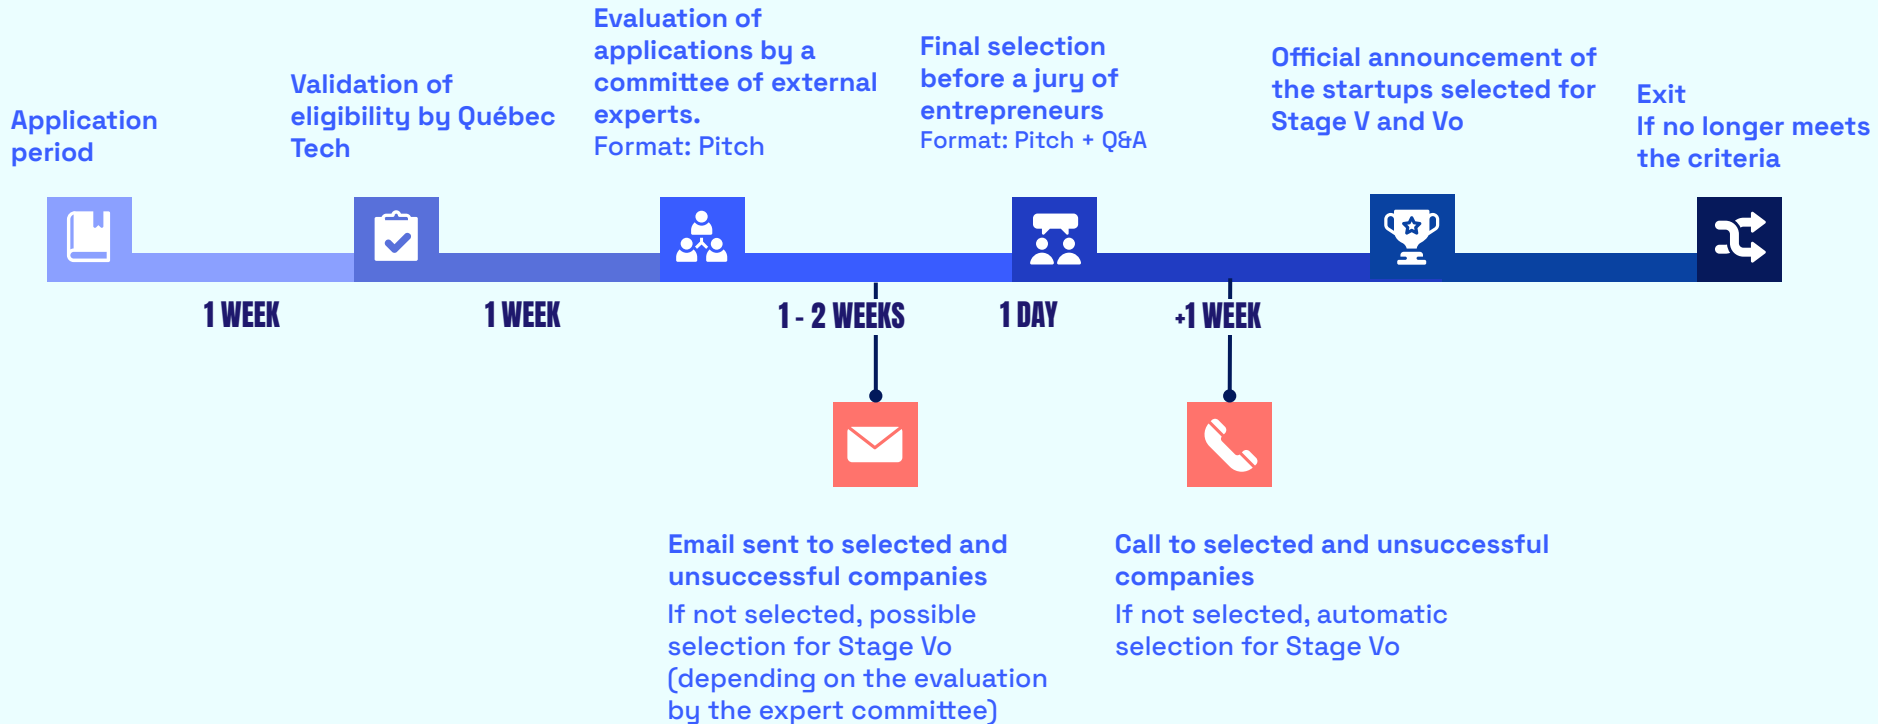 Application
period
Validation of
eligibility by Québec
Tech
Evaluation of
applications by a
committee of external
experts.
Format: Pitch
Final selection
before a jury of
entrepreneurs
Format: Pitch + Q&A
Official announcement of
the startups selected for
Stage V and Vo
Exit
If no longer meets
the criteria
1 WEEK
1 WEEK
1 - 2 WEEKS
1 DAY
+1 WEEK
Email sent to selected and
unsuccessful companies
If not selected, possible
selection for Stage Vo
(depending on the evaluation
by the expert committee)
Call to selected and unsuccessful
companies
If not selected, automatic
selection for Stage Vo